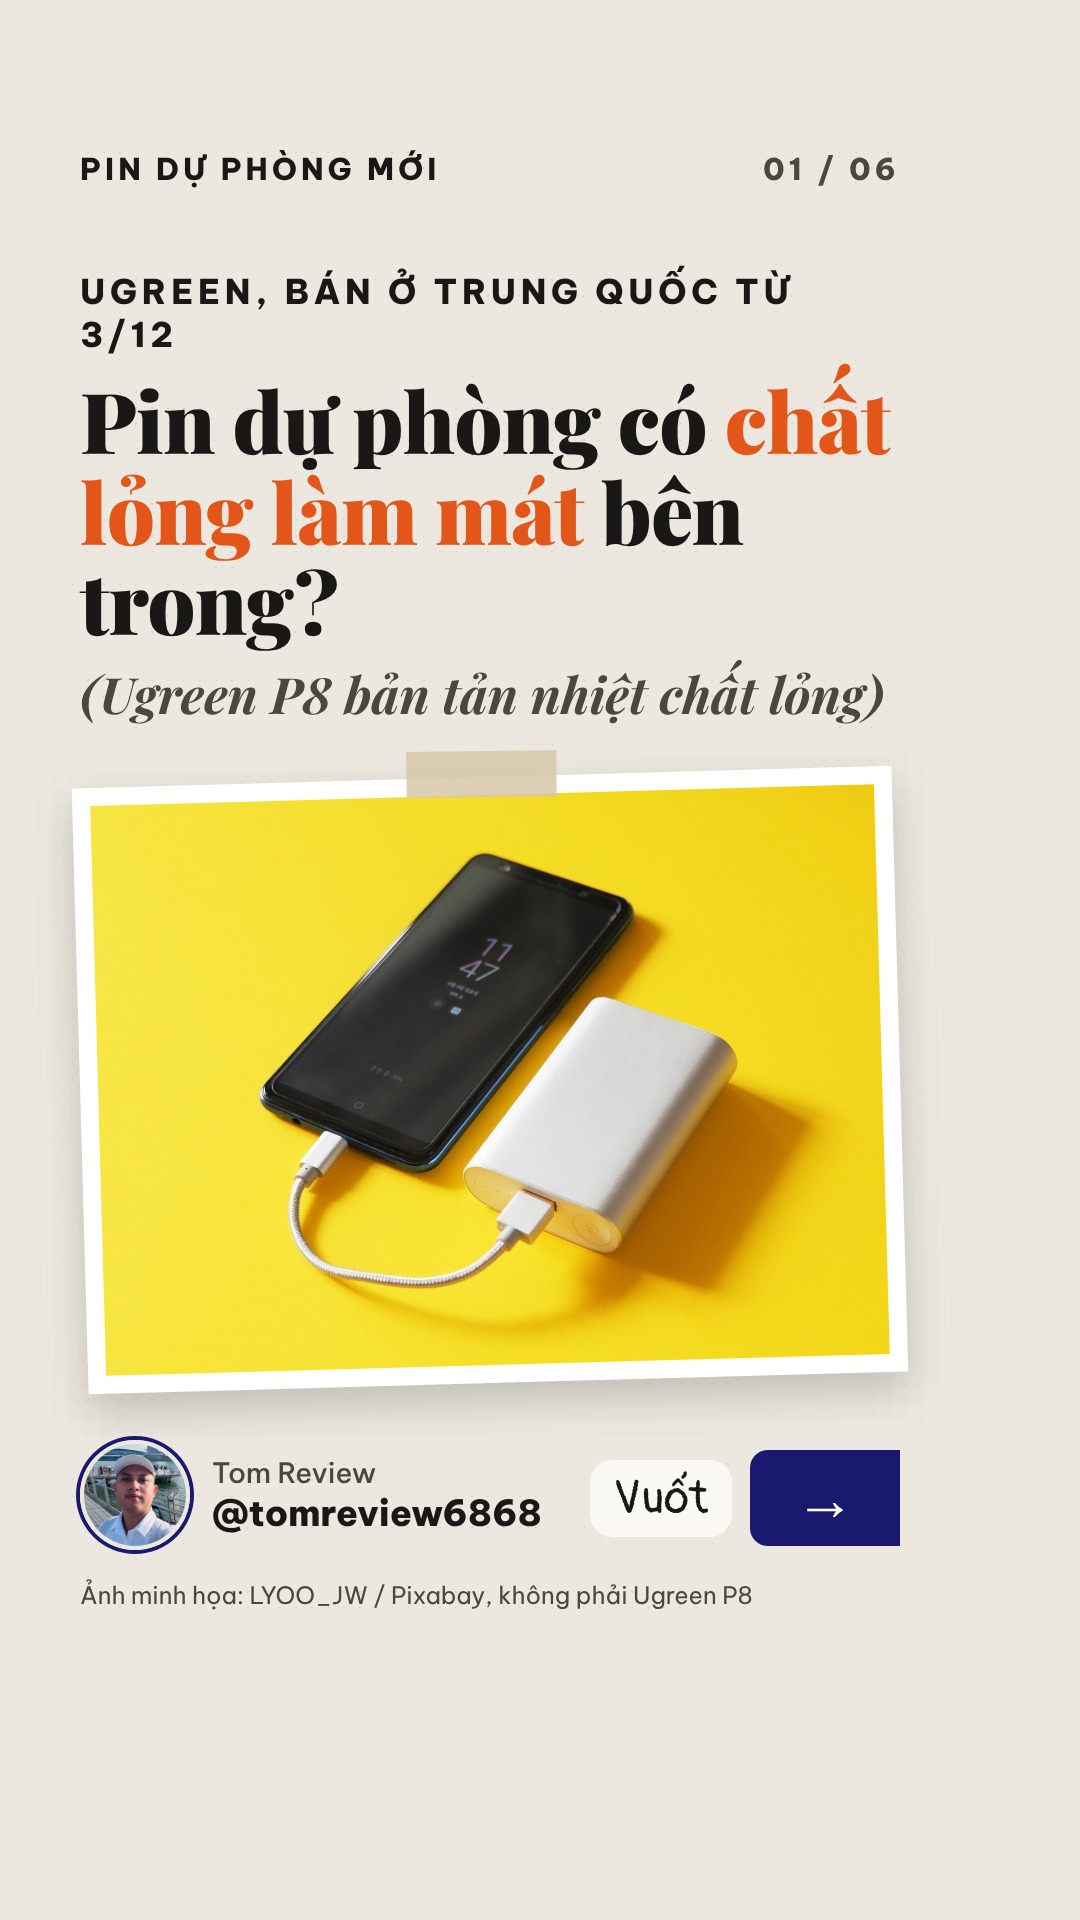 PIN DỰ PHÒNG MỚI
01 / 06
UGREEN, BÁN Ở TRUNG QUỐC TỪ
3/12
Pin dự phòng có chất
lỏng làm mát bên
trong?
(Ugreen P8 bản tản nhiệt chất lỏng)
11
47
Tom Review
@tomreview6868
Vuốt
→
Ảnh minh họa: LYOO_JW / Pixabay, không phải Ugreen P8